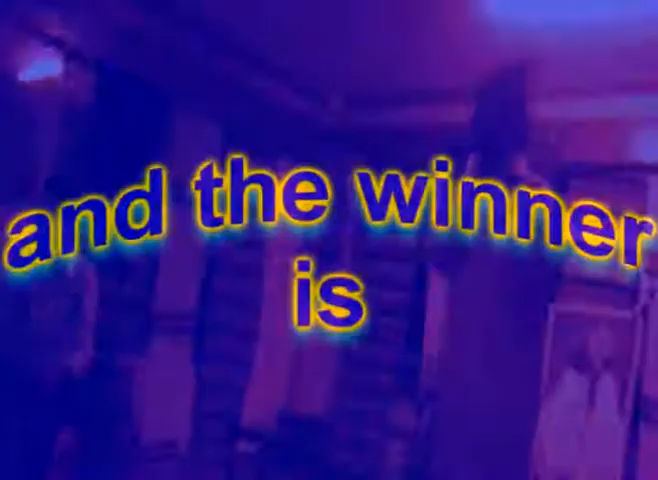 and the winner
is